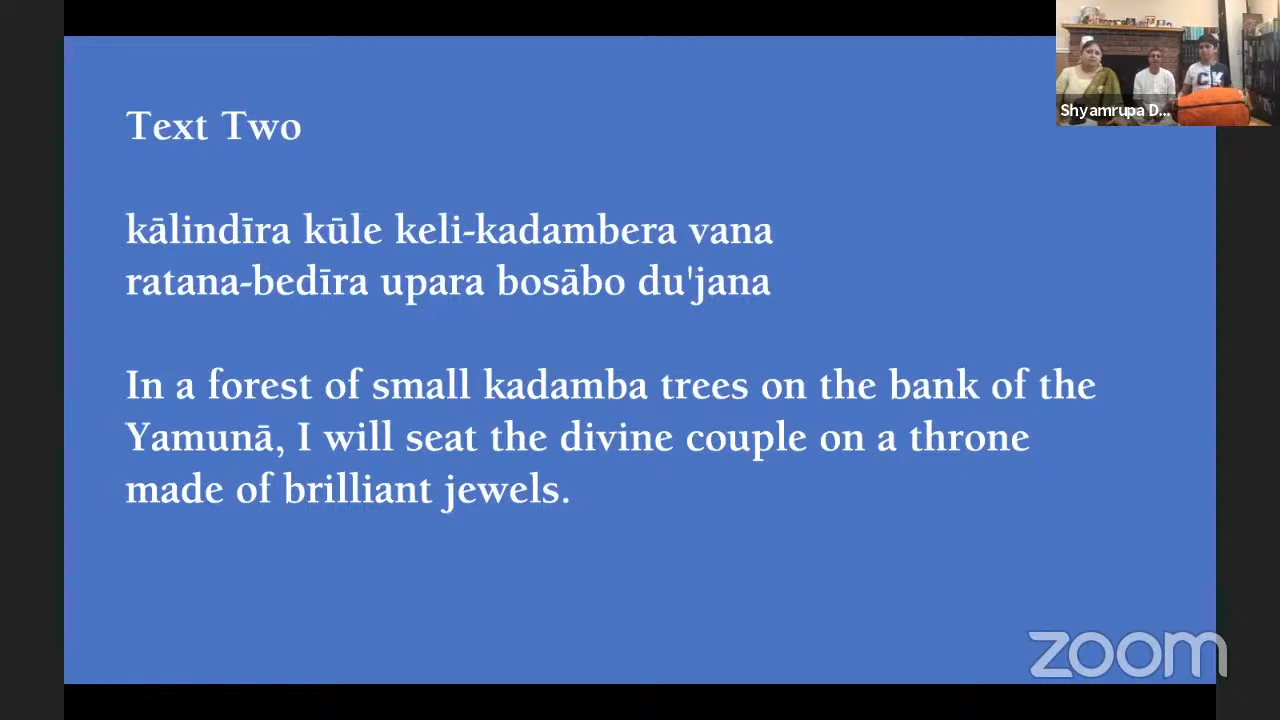 Shyamrupa D...
CK
Text Two
kālindīra kūle keli-kadambera vana
ratana-bedīra upara bosābo du'jana
In a forest of small kadamba trees on the bank of the
Yamunā, I will seat the divine couple on a throne
made of brilliant jewels.
zoom